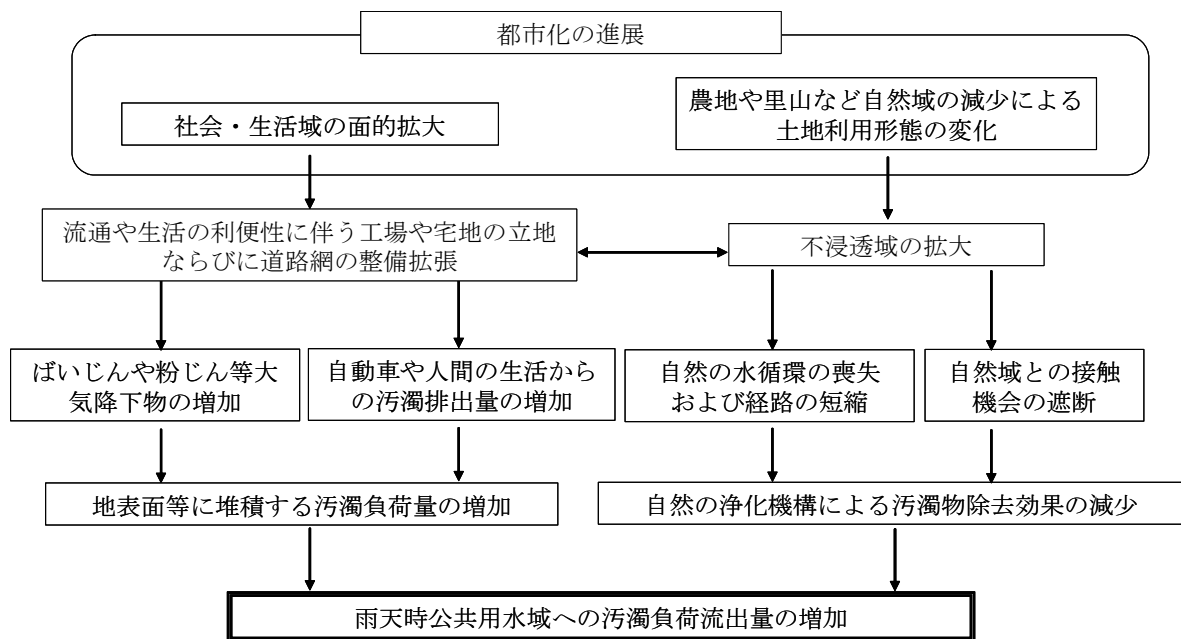 都市化の進展
社会・生活域の面的拡大
農地や里山など自然域の減少による
土地利用形態の変化
流通や生活の利便性に伴う工場や宅地の立地
ならびに道路網の整備拡張
不浸透域の拡大
ばいじんや粉じん等大
気降下物の増加
自動車や人間の生活から
の汚濁排出量の増加
自然の水循環の喪失
および経路の短縮
自然域との接触
機会の遮断
地表面等に堆積する汚濁負荷量の増加
自然の浄化機構による汚濁物除去効果の減少
雨天時公共用水域への汚濁負荷流出量の増加